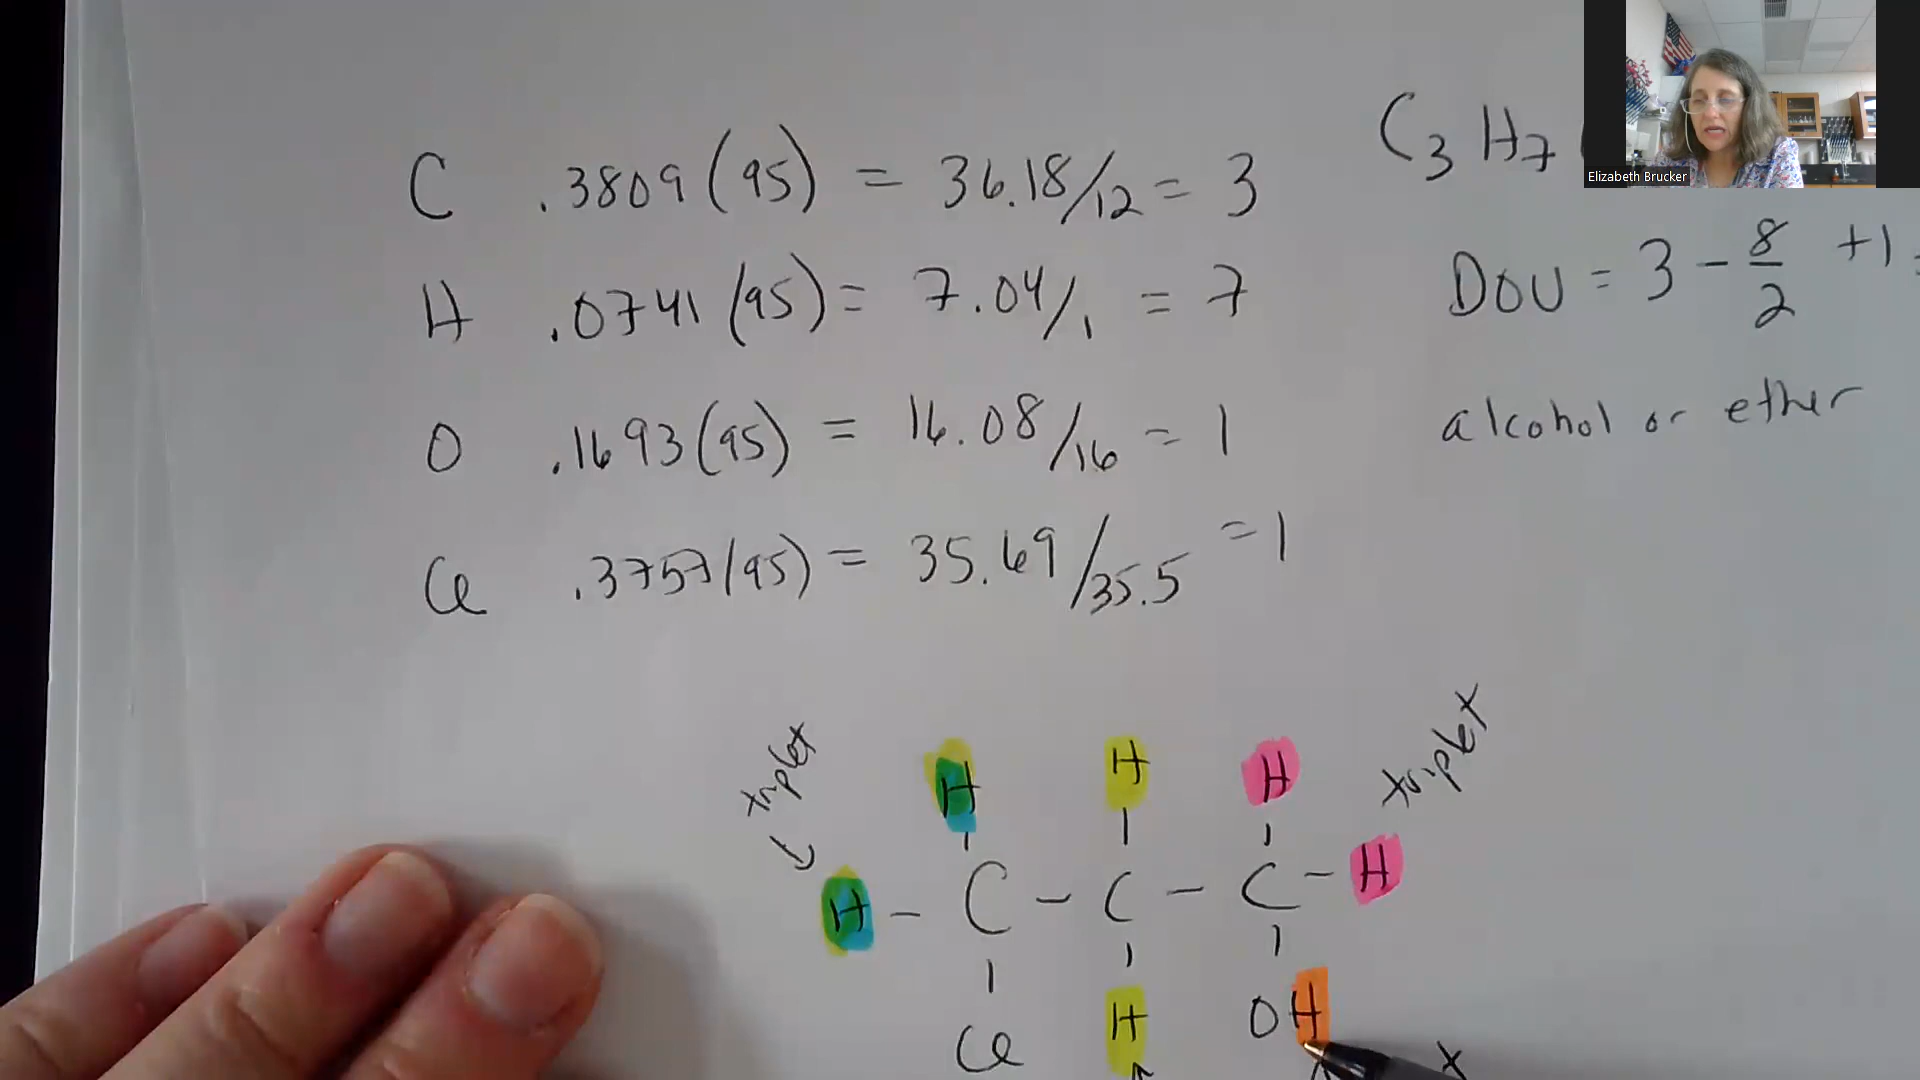 C .3809 (95) = 36.18/12 = 3
H .0741 (95) = 7.04/1 = 7
O .1693 (95) = 16.08/16 = 1
Cl .3757 (95) = 35.69/35.5 = 1
C3 H7
Elizabeth Brucker
DOU = 3 - 8/2 + 1 =
alcohol or ether
triplet
triplet
H H H
H - C - C - C - H
Cl H OH